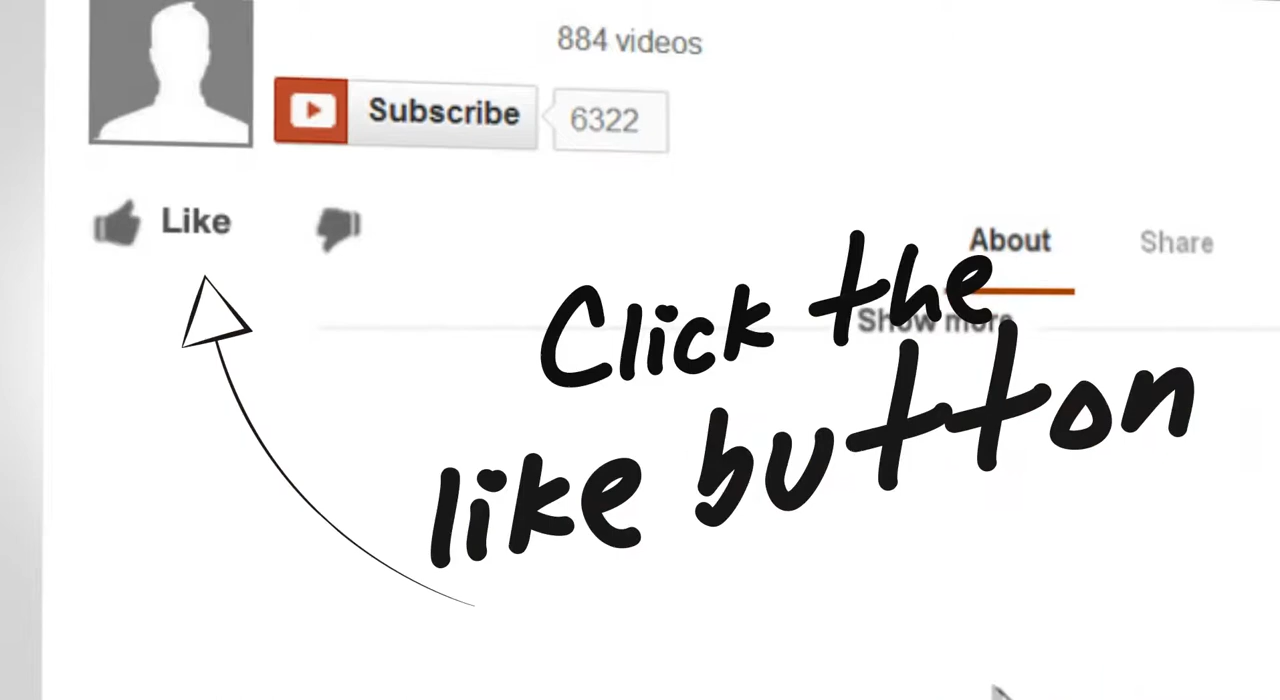 884 videos
Subscribe 6322
Like
About Share
Show more
Click the
like button